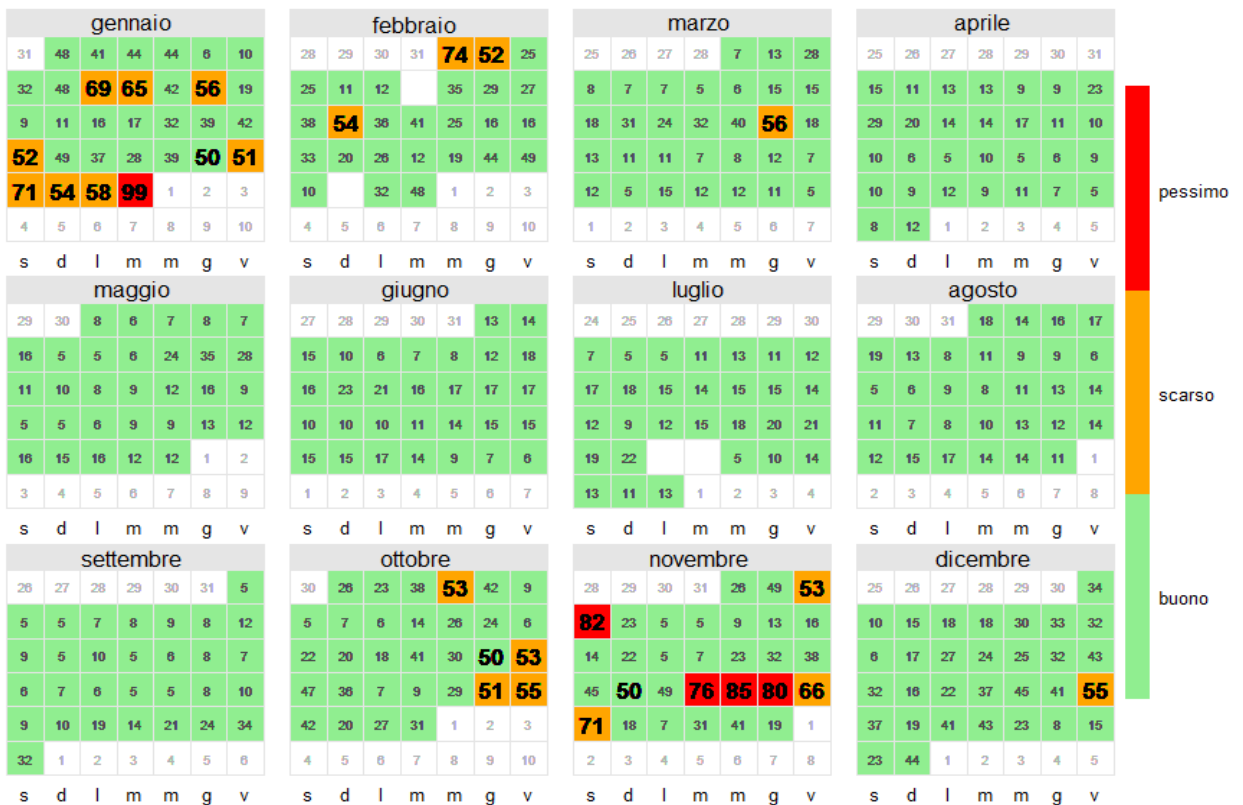 gennaio febbraio marzo aprile
31 48 41 44 44 6 10 28 29 30 31 74 52 25 25 26 27 28 7 13 28 25 26 27 28 29 30 31
32 48 69 65 42 56 19 25 11 12 35 29 27 8 7 7 5 6 15 15 15 11 13 13 9 9 23
pessimo
9 11 16 17 32 39 42 38 54 36 41 25 16 16 18 31 24 32 40 56 18 29 20 14 14 17 11 10
52 49 37 28 39 50 51 33 20 26 12 19 44 49 13 11 11 7 8 12 7 10 6 5 10 5 6 9
71 54 58 99 1 2 3 10 32 48 1 2 3 12 5 15 12 12 11 5 10 9 12 9 11 7 5
4 5 6 7 8 9 10 4 5 6 7 8 9 10 1 2 3 4 5 6 7 8 12 1 2 3 4 5
s d l m m g v s d l m m g v s d l m m g v s d l m m g v
maggio giugno luglio agosto
29 30 8 6 7 8 7 27 28 29 30 31 13 14 24 25 26 27 28 29 30 29 30 31 18 14 16 17
16 5 5 6 24 35 28 15 10 6 7 8 12 18 7 5 5 11 13 11 12 19 13 8 11 9 9 6
11 10 8 9 12 16 9 16 23 21 16 17 17 17 17 18 15 14 15 15 14 5 6 9 8 11 13 14
scarso
5 5 6 9 9 13 12 10 10 10 11 14 15 15 12 9 12 15 18 20 21 11 7 8 10 13 12 14
16 15 16 12 12 1 2 15 15 17 14 9 7 6 19 22 5 10 14 12 15 17 14 14 11 1
3 4 5 6 7 8 9 1 2 3 4 5 6 7 13 11 13 1 2 3 4 2 3 4 5 6 7 8
s d l m m g v s d l m m g v s d l m m g v s d l m m g v
settembre ottobre novembre dicembre
26 27 28 29 30 31 5 30 26 23 38 53 42 9 28 29 30 31 26 49 53 25 26 27 28 29 30 34
buono
5 5 7 8 9 8 12 5 7 6 14 26 24 6 82 23 5 5 9 13 16 10 15 18 18 30 33 32
9 5 10 5 6 8 7 22 20 18 41 30 50 53 14 22 5 7 23 32 38 6 17 27 24 25 32 43
6 7 6 5 5 8 10 47 36 7 9 29 51 55 45 50 49 76 85 80 66 32 16 22 37 45 41 55
9 10 19 14 21 24 34 42 20 27 31 1 2 3 71 18 7 31 41 19 1 37 19 41 43 23 8 15
32 1 2 3 4 5 6 4 5 6 7 8 9 10 2 3 4 5 6 7 8 23 44 1 2 3 4 5
s d l m m g v s d l m m g v s d l m m g v s d l m m g v